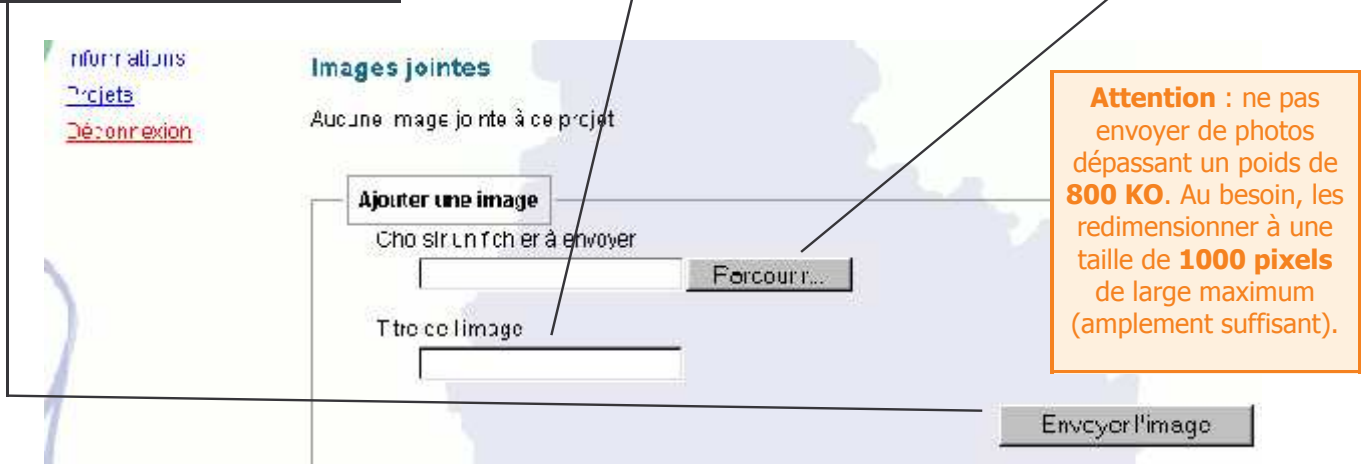 Informations
Projets
Déconnexion
Images jointes
Aucune image jointe à ce projet
Ajouter une image
Choisir un fichier à envoyer
Parcourir...
Titre de l'image
Envoyer l'image
Attention : ne pas
envoyer de photos
dépassant un poids de
800 KO. Au besoin, les
redimensionner à une
taille de 1000 pixels
de large maximum
(amplement suffisant).